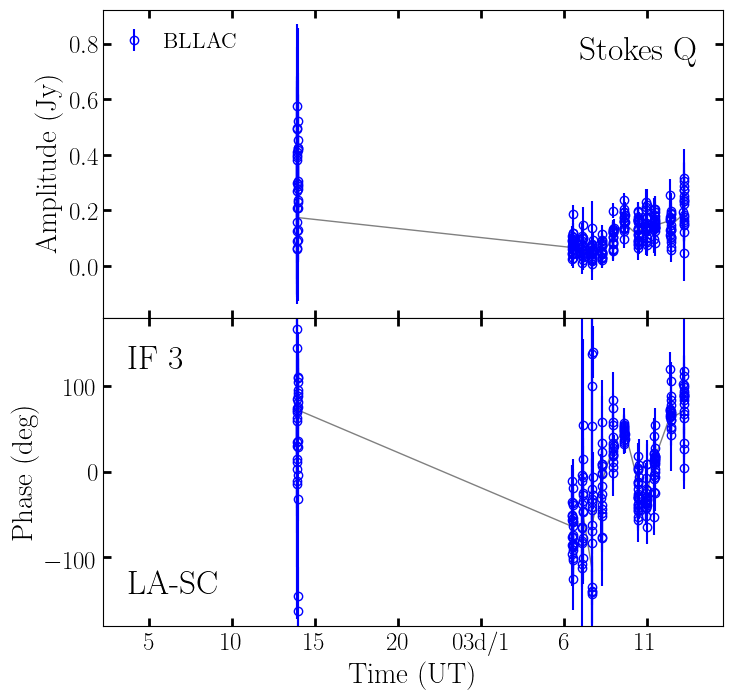 BLLAC
Stokes Q
0.8
0.6
0.4
0.2
0.0
Amplitude (Jy)
IF 3
100
0
−100
Phase (deg)
LA-SC
5 10 15 20 03d/1 6 11
Time (UT)